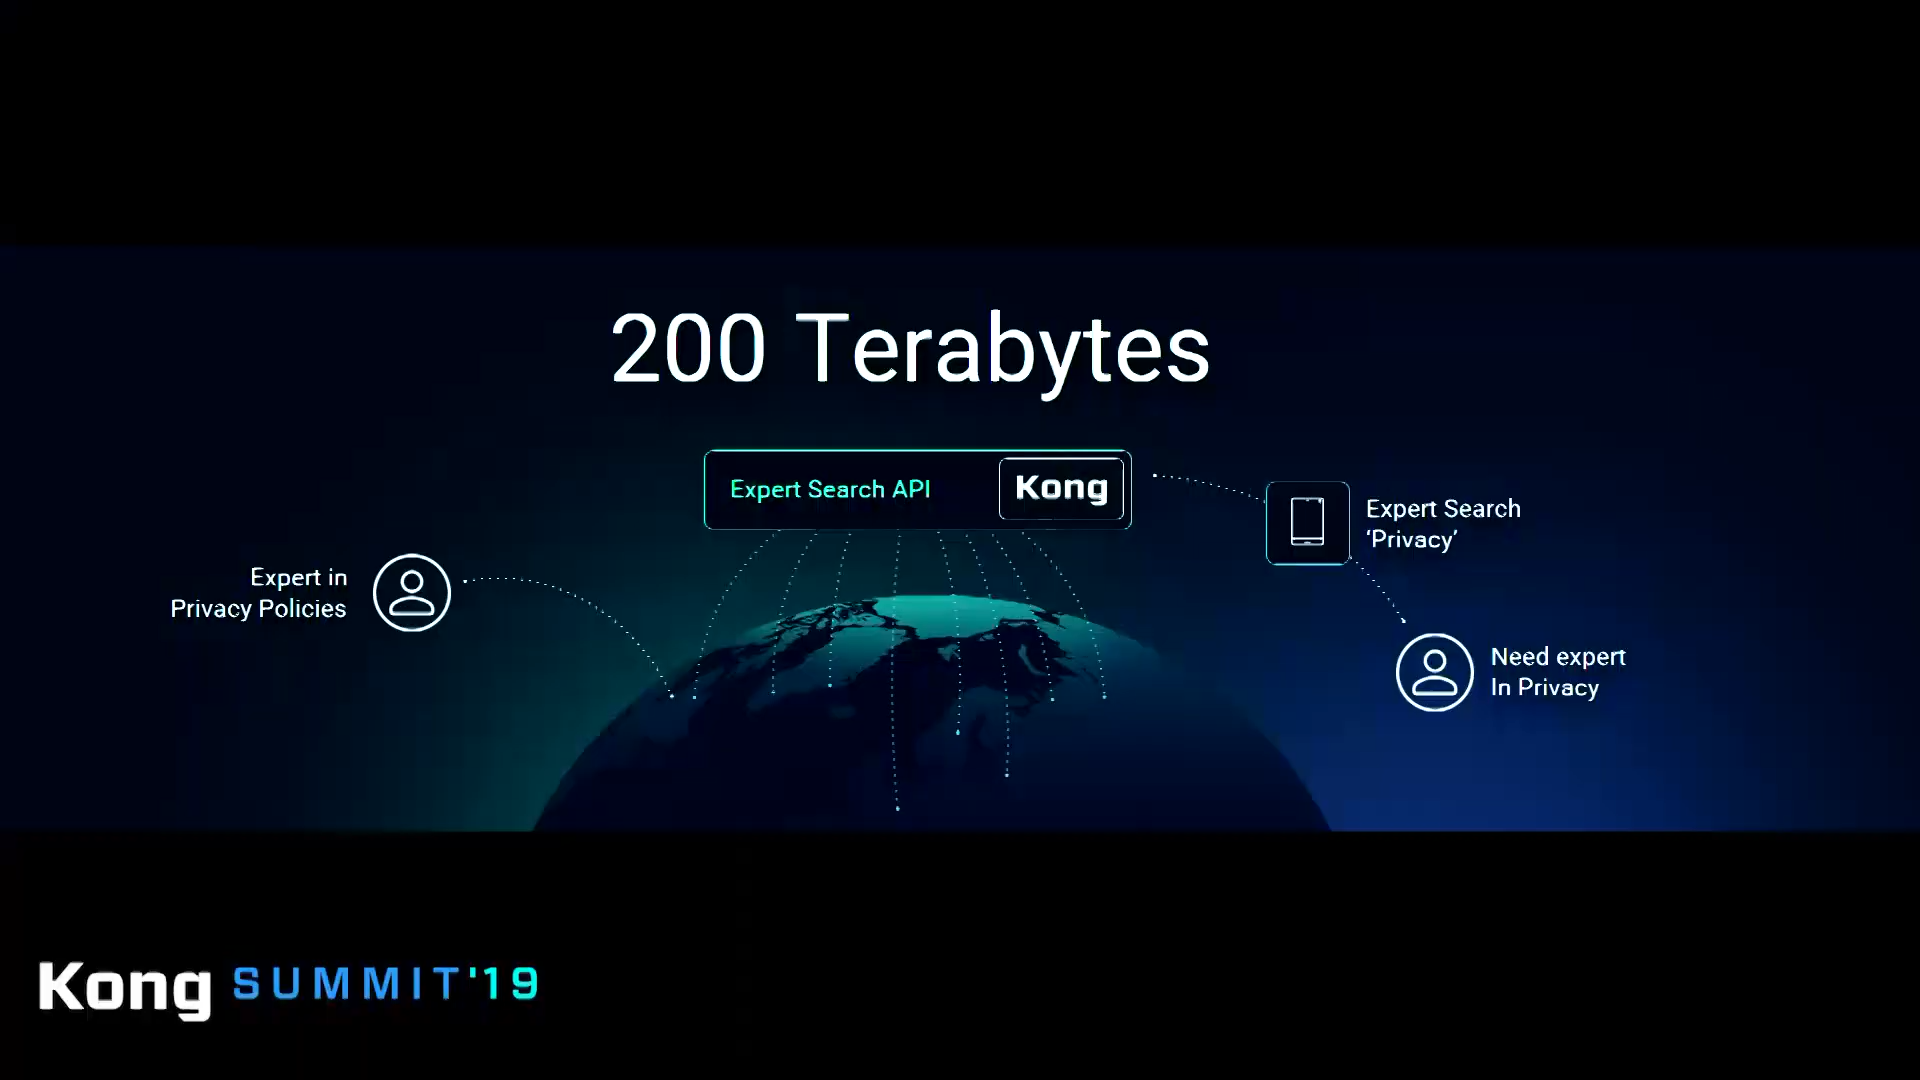 200 Terabytes
Expert Search API
Kong
Expert Search
‘Privacy’
Expert in
Privacy Policies
Need expert
In Privacy
Kong SUMMIT'19